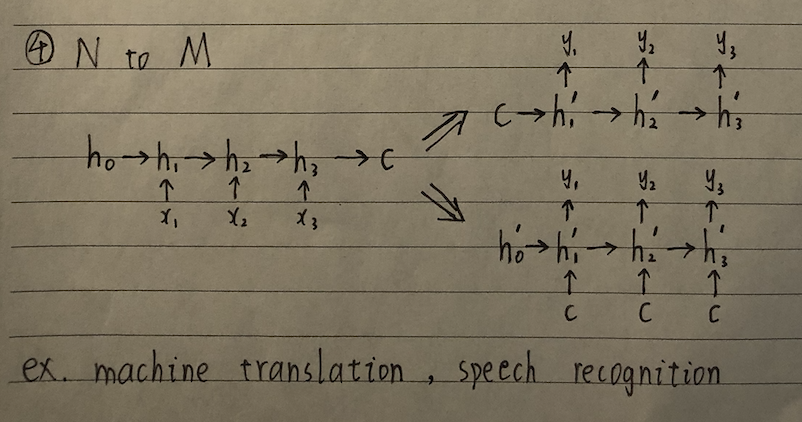 ④ N to M
y₁ y₂ y₃
↑ ↑ ↑
C → h₁' → h₂' → h₃'
h₀ → h₁ → h₂ → h₃ → C
↑ ↑ ↑
x₁ x₂ x₃
y₁ y₂ y₃
↑ ↑ ↑
h₀' → h₁' → h₂' → h₃'
↑ ↑ ↑
C C C
ex. machine translation , speech recognition